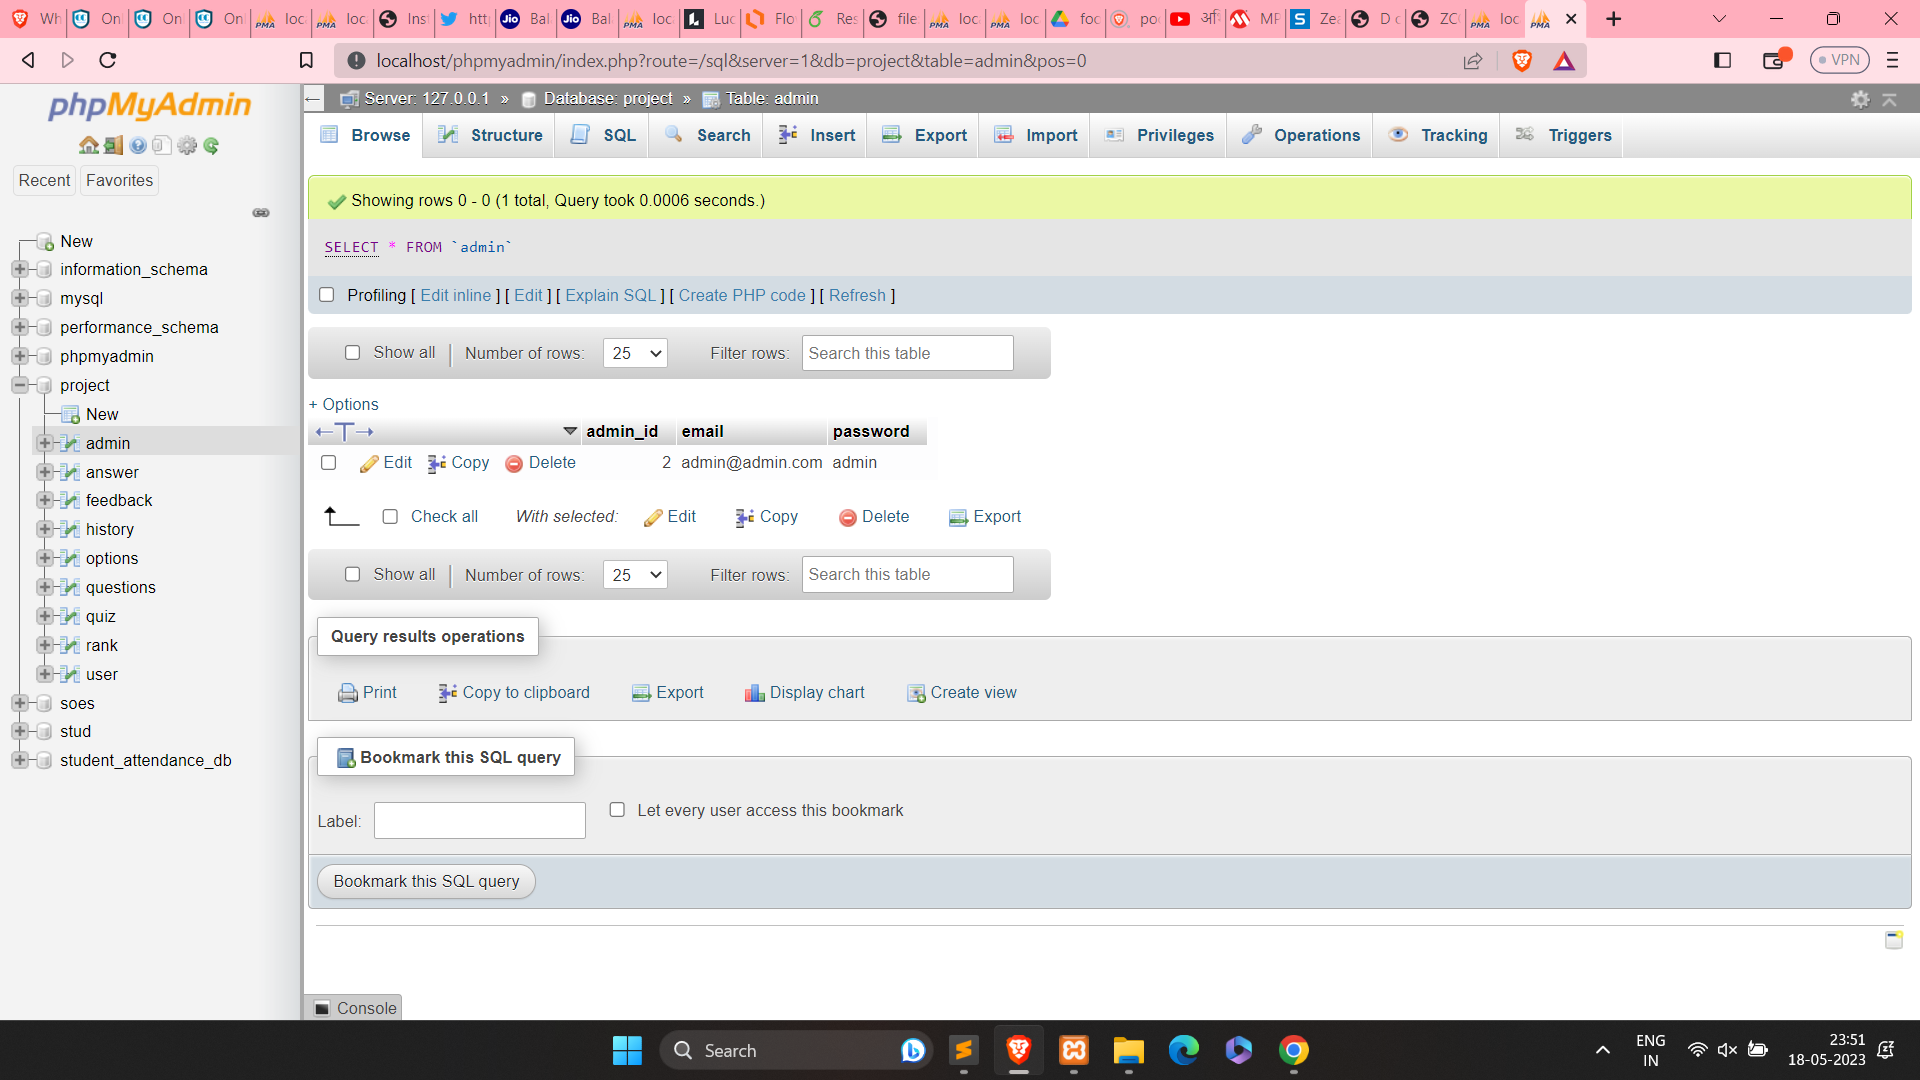 Wh On On On loc loc Ins http Bal Bal loc Luc Flo Res file loc loc foc poc MP Zea D c ZC loc
localhost/phpmyadmin/index.php?route=/sql&server=1&db=project&table=admin&pos=0
VPN
phpMyAdmin
Recent Favorites
New
information_schema
mysql
performance_schema
phpmyadmin
project
New
admin
answer
feedback
history
options
questions
quiz
rank
user
soes
stud
student_attendance_db
Server: 127.0.0.1 » Database: project » Table: admin
Browse Structure SQL Search Insert Export Import Privileges Operations Tracking Triggers
Showing rows 0 - 0 (1 total, Query took 0.0006 seconds.)
SELECT * FROM `admin`
Profiling [ Edit inline ] [ Edit ] [ Explain SQL ] [ Create PHP code ] [ Refresh ]
Show all | Number of rows: 25 Filter rows: Search this table
+ Options
←T→ admin_id email password
Edit Copy Delete 2 admin@admin.com admin
Check all With selected: Edit Copy Delete Export
Show all | Number of rows: 25 Filter rows: Search this table
Query results operations
Print Copy to clipboard Export Display chart Create view
Bookmark this SQL query
Label: Let every user access this bookmark
Bookmark this SQL query
Console
Search
ENG
IN
23:51
18-05-2023